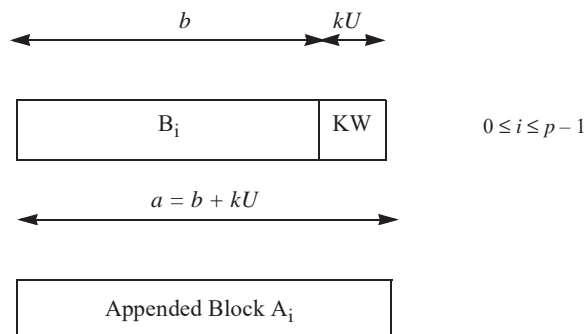 b kU
B_i KW 0 ≤ i ≤ p – 1
a = b + kU
Appended Block A_i